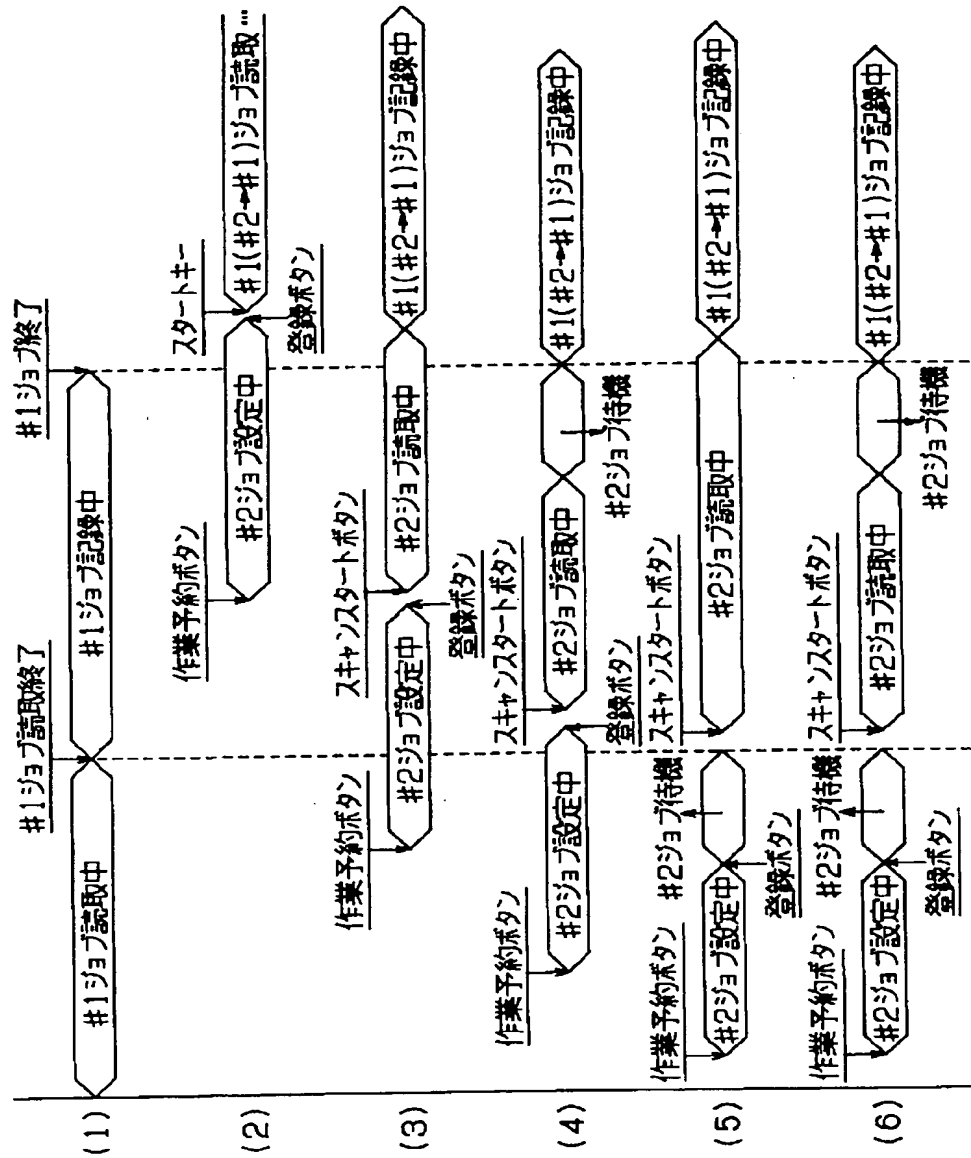 #1ジョブ読取終了
#1ジョブ終了
(1)
#1ジョブ読取中
#1ジョブ記録中
作業予約ボタン
スタートキー
(2)
#2ジョブ設定中
#1(#2→#1)ジョブ読取…
登録ボタン
作業予約ボタン
スキャンスタートボタン
(3)
#2ジョブ設定中
#2ジョブ読取中
#1(#2→#1)ジョブ記録中
登録ボタン
作業予約ボタン
スキャンスタートボタン
(4)
#2ジョブ設定中
#2ジョブ読取中
#1(#2→#1)ジョブ記録中
登録ボタン
#2ジョブ待機
作業予約ボタン
#2ジョブ待機
スキャンスタートボタン
(5)
#2ジョブ設定中
#2ジョブ読取中
#1(#2→#1)ジョブ記録中
登録ボタン
作業予約ボタン
#2ジョブ待機
スキャンスタートボタン
(6)
#2ジョブ設定中
#2ジョブ読取中
#1(#2→#1)ジョブ記録中
登録ボタン
#2ジョブ待機